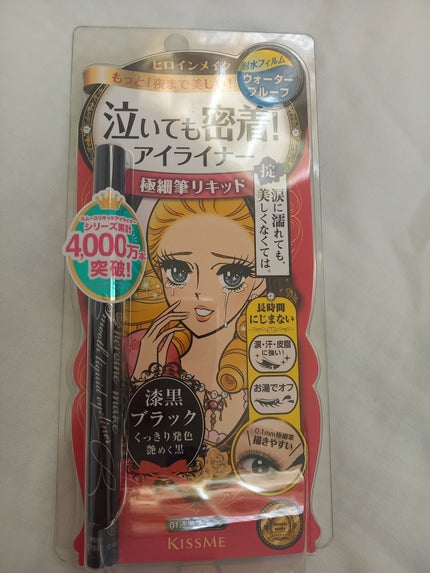 ヒロインメイク
もっと!夜まで美しい!
耐水フィルム
ウォーター
プルーフ
泣いても密着!
アイライナー
極細筆リキッド
掟
涙に濡れても、
美しくなくては。
スムースリキッドアイライナー
シリーズ累計
4,000万本
突破!
長時間
にじまない
涙・汗・皮脂
に強い!
お湯でオフ
0.1mm極細筆
描きやすい
漆黒
ブラック
くっきり発色
艶めく黒
heroine make
Smooth liquid eyeliner
01
KISSME